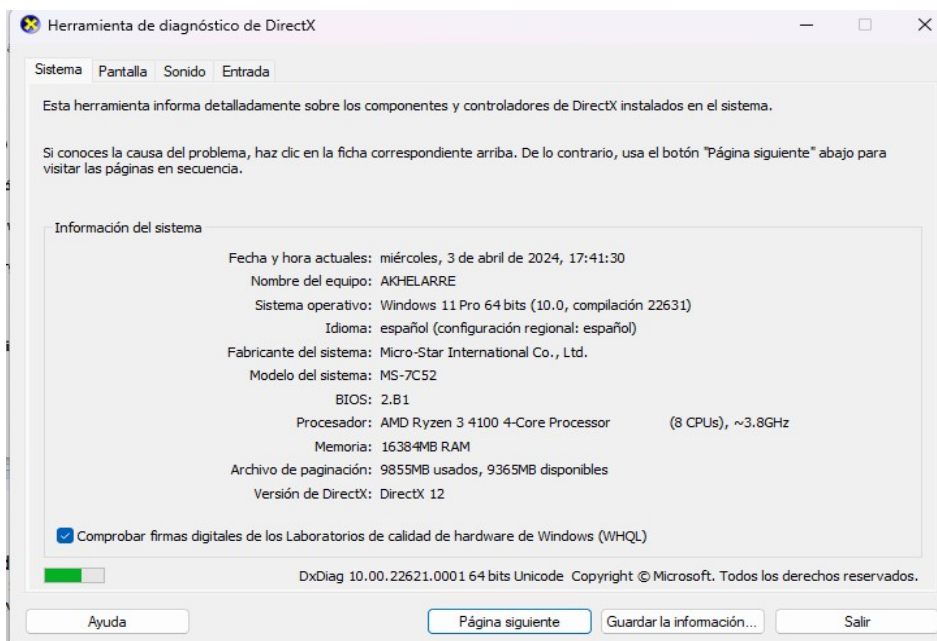 Herramienta de diagnóstico de DirectX
Sistema Pantalla Sonido Entrada
Esta herramienta informa detalladamente sobre los componentes y controladores de DirectX instalados en el sistema.
Si conoces la causa del problema, haz clic en la ficha correspondiente arriba. De lo contrario, usa el botón "Página siguiente" abajo para
visitar las páginas en secuencia.
Información del sistema
Fecha y hora actuales: miércoles, 3 de abril de 2024, 17:41:30
Nombre del equipo: AKHELARRE
Sistema operativo: Windows 11 Pro 64 bits (10.0, compilación 22631)
Idioma: español (configuración regional: español)
Fabricante del sistema: Micro-Star International Co., Ltd.
Modelo del sistema: MS-7C52
BIOS: 2.B1
Procesador: AMD Ryzen 3 4100 4-Core Processor (8 CPUs), ~3.8GHz
Memoria: 16384MB RAM
Archivo de paginación: 9855MB usados, 9365MB disponibles
Versión de DirectX: DirectX 12
Comprobar firmas digitales de los Laboratorios de calidad de hardware de Windows (WHQL)
DxDiag 10.00.22621.0001 64 bits Unicode Copyright © Microsoft. Todos los derechos reservados.
Ayuda Página siguiente Guardar la información... Salir